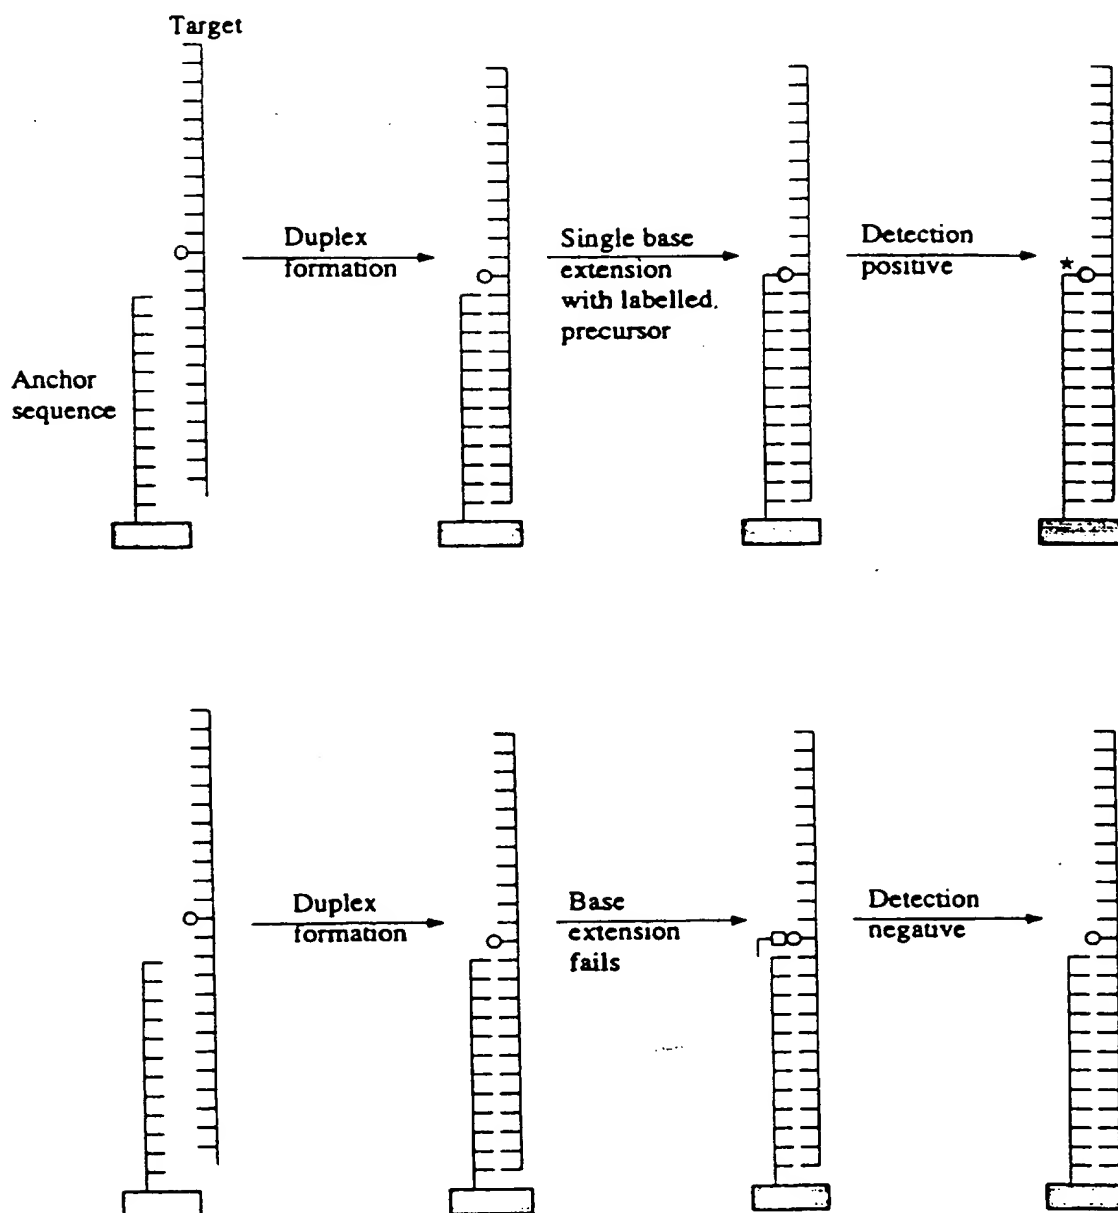 Target
Duplex
formation
Single base
extension
with labelled.
precursor
Detection
positive
★
Anchor
sequence
Duplex
formation
Base
extension
fails
Detection
negative